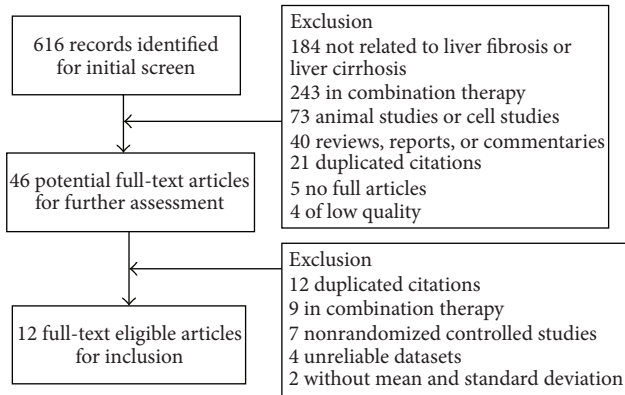 616 records identified
for initial screen
Exclusion
184 not related to liver fibrosis or
liver cirrhosis
243 in combination therapy
73 animal studies or cell studies
40 reviews, reports, or commentaries
21 duplicated citations
5 no full articles
4 of low quality
46 potential full-text articles
for further assessment
Exclusion
12 duplicated citations
9 in combination therapy
7 nonrandomized controlled studies
4 unreliable datasets
2 without mean and standard deviation
12 full-text eligible articles
for inclusion